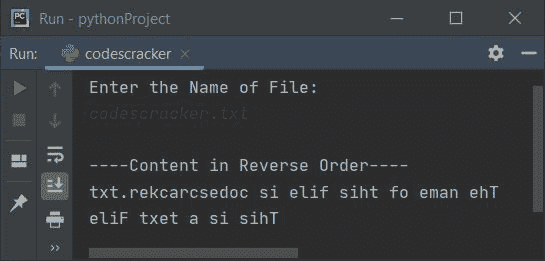 Run - pythonProject
Run: codescracker
Enter the Name of File:
codescracker.txt
----Content in Reverse Order----
txt.rekcarcsedoc si elif siht fo eman ehT
eliF txet a si sihT